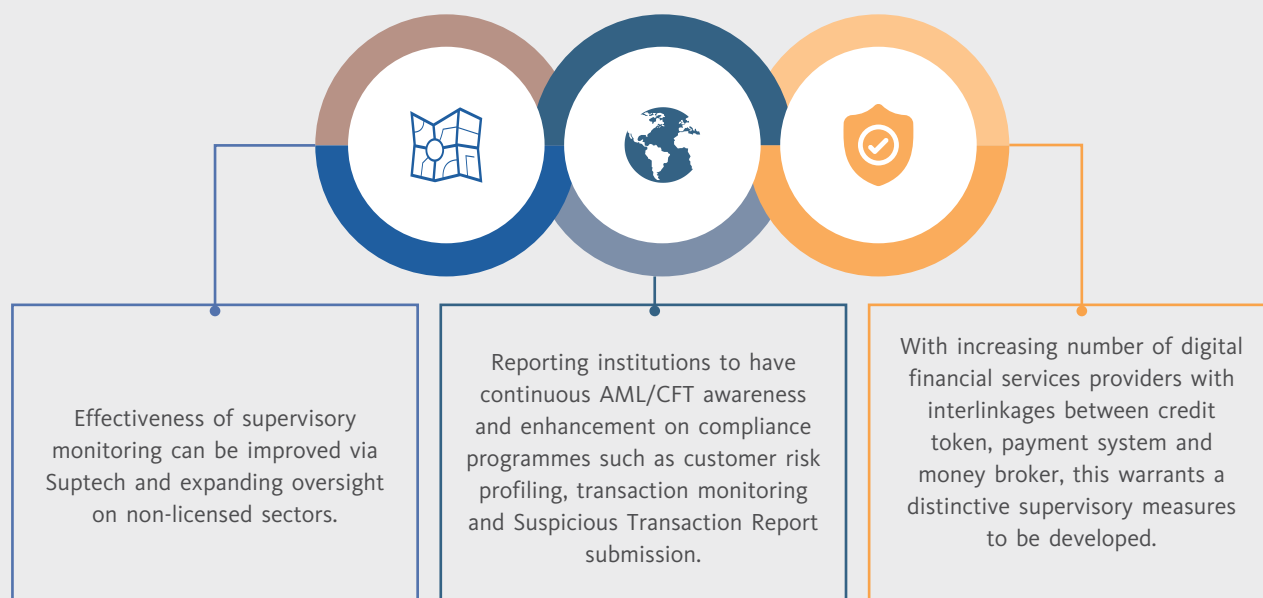 Effectiveness of supervisory
monitoring can be improved via
Suptech and expanding oversight
on non-licensed sectors.
Reporting institutions to have
continuous AML/CFT awareness
and enhancement on compliance
programmes such as customer risk
profiling, transaction monitoring
and Suspicious Transaction Report
submission.
With increasing number of digital
financial services providers with
interlinkages between credit
token, payment system and
money broker, this warrants a
distinctive supervisory measures
to be developed.